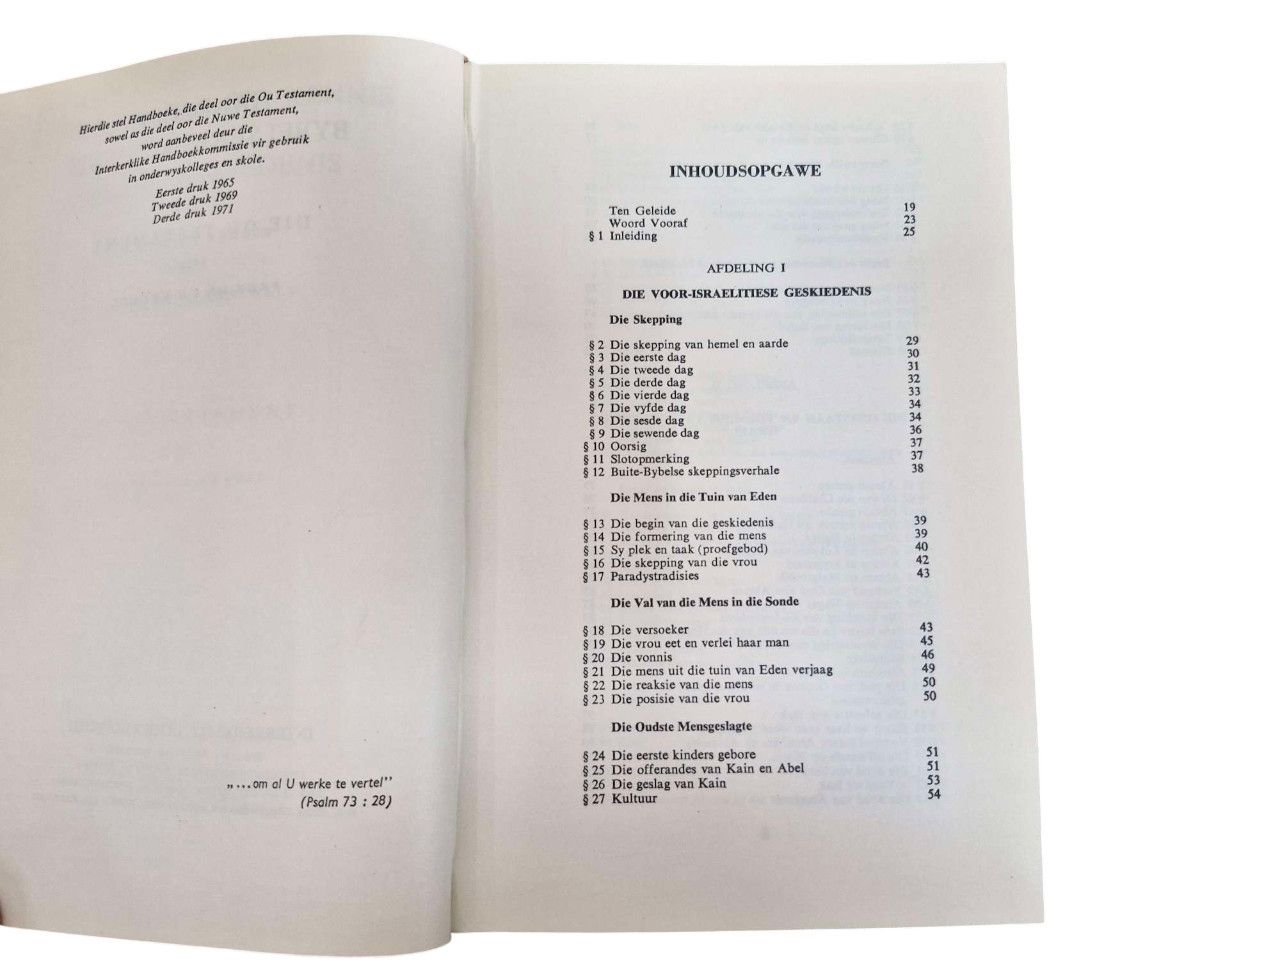 Hierdie stel Handboeke, die deel oor die Ou Testament,
sowel as die deel oor die Nuwe Testament,
word aanbeveel deur die
Interkerklike Handboekkommissie vir gebruik
in onderwyskolleges en skole.
Eerste druk 1965
Tweede druk 1969
Derde druk 1971
„...om al U werke te vertel”
(Psalm 73 : 28)
INHOUDSOPGAWE
Ten Geleide 19
Woord Vooraf 23
§ 1 Inleiding 25
AFDELING I
DIE VOOR-ISRAELITIESE GESKIEDENIS
Die Skepping
§ 2 Die skepping van hemel en aarde 29
§ 3 Die eerste dag 30
§ 4 Die tweede dag 31
§ 5 Die derde dag 32
§ 6 Die vierde dag 33
§ 7 Die vyfde dag 34
§ 8 Die sesde dag 34
§ 9 Die sewende dag 36
§ 10 Oorsig 37
§ 11 Slotopmerking 37
§ 12 Buite-Bybelse skeppingsverhale 38
Die Mens in die Tuin van Eden
§ 13 Die begin van die geskiedenis 39
§ 14 Die formering van die mens 39
§ 15 Sy plek en taak (proefgebod) 40
§ 16 Die skepping van die vrou 42
§ 17 Paradystradisies 43
Die Val van die Mens in die Sonde
§ 18 Die versoeker 43
§ 19 Die vrou eet en verlei haar man 45
§ 20 Die vonnis 46
§ 21 Die mens uit die tuin van Eden verjaag 49
§ 22 Die reaksie van die mens 50
§ 23 Die posisie van die vrou 50
Die Oudste Mensgeslagte
§ 24 Die eerste kinders gebore 51
§ 25 Die offerandes van Kain en Abel 51
§ 26 Die geslag van Kain 53
§ 27 Kultuur 54